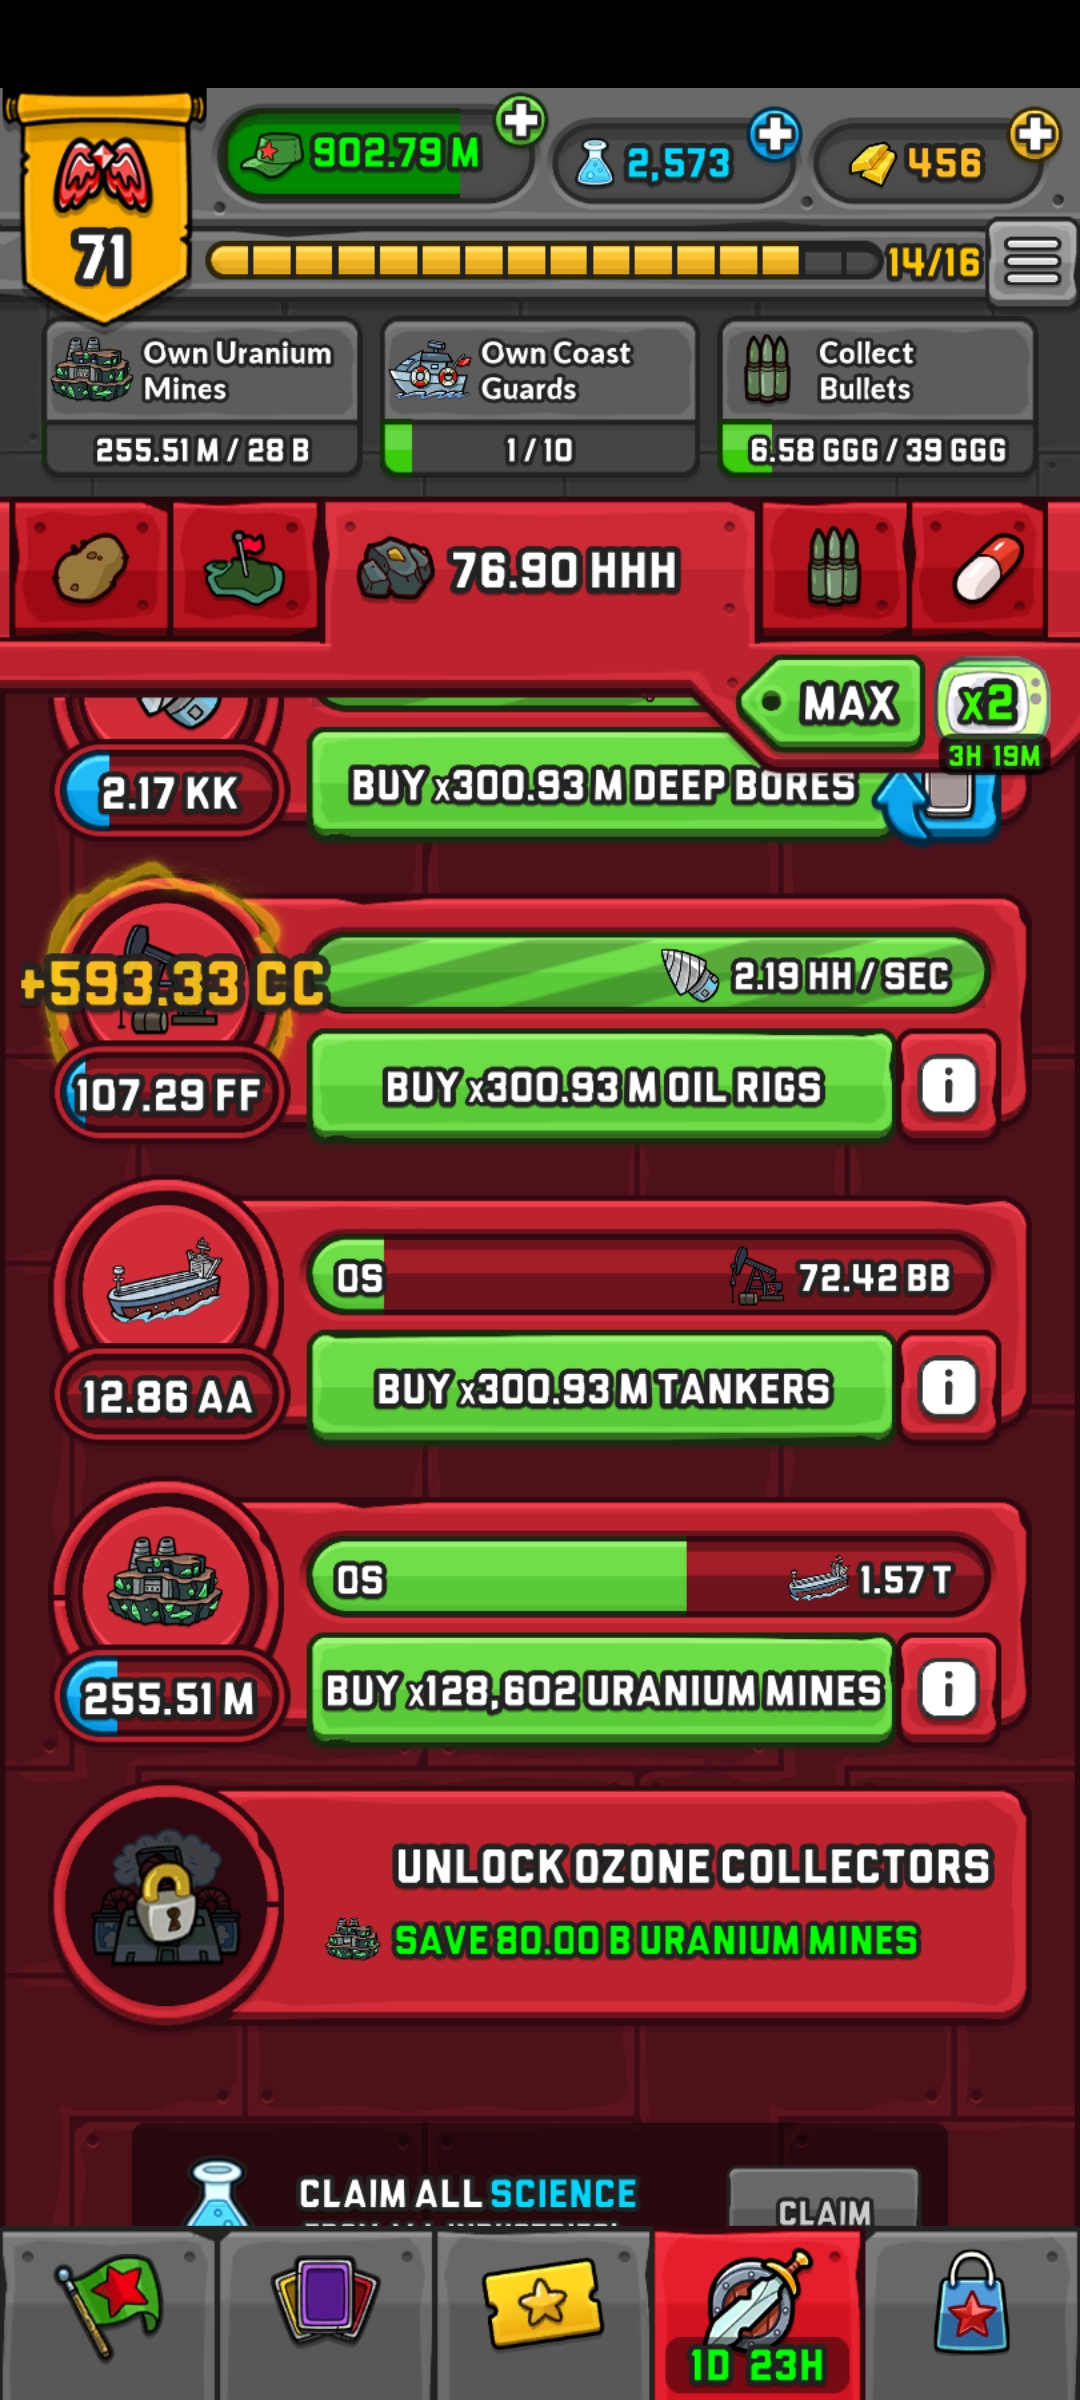 902.79 M
2,573
456
71
14/16
Own Uranium
Mines
255.51 M / 28 B
Own Coast
Guards
1 / 10
Collect
Bullets
6.58 GGG / 39 GGG
76.90 HHH
MAX
x2
3H 19M
2.17 KK
BUY x300.93 M DEEP BORES
+593.33 CC
2.19 HH / SEC
107.29 FF
BUY x300.93 M OIL RIGS
i
0S
72.42 BB
12.86 AA
BUY x300.93 M TANKERS
i
0S
1.57 T
255.51 M
BUY x128,602 URANIUM MINES
i
UNLOCK OZONE COLLECTORS
SAVE 80.00 B URANIUM MINES
CLAIM ALL SCIENCE
CLAIM
1D 23H